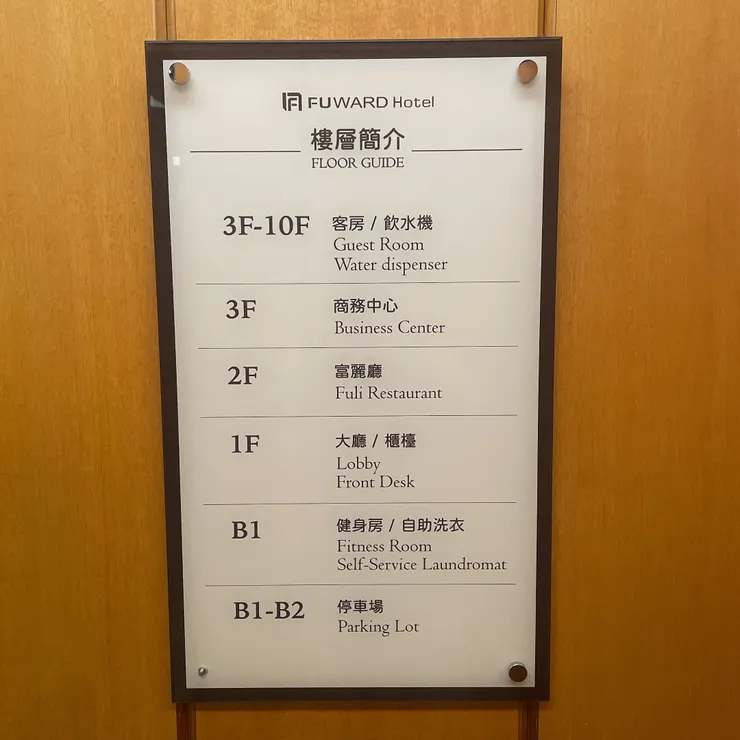 FUWARD Hotel
樓層簡介
FLOOR GUIDE
3F-10F 客房 / 飲水機
Guest Room
Water dispenser
3F 商務中心
Business Center
2F 富麗廳
Fuli Restaurant
1F 大廳 / 櫃檯
Lobby
Front Desk
B1 健身房 / 自助洗衣
Fitness Room
Self-Service Laundromat
B1-B2 停車場
Parking Lot